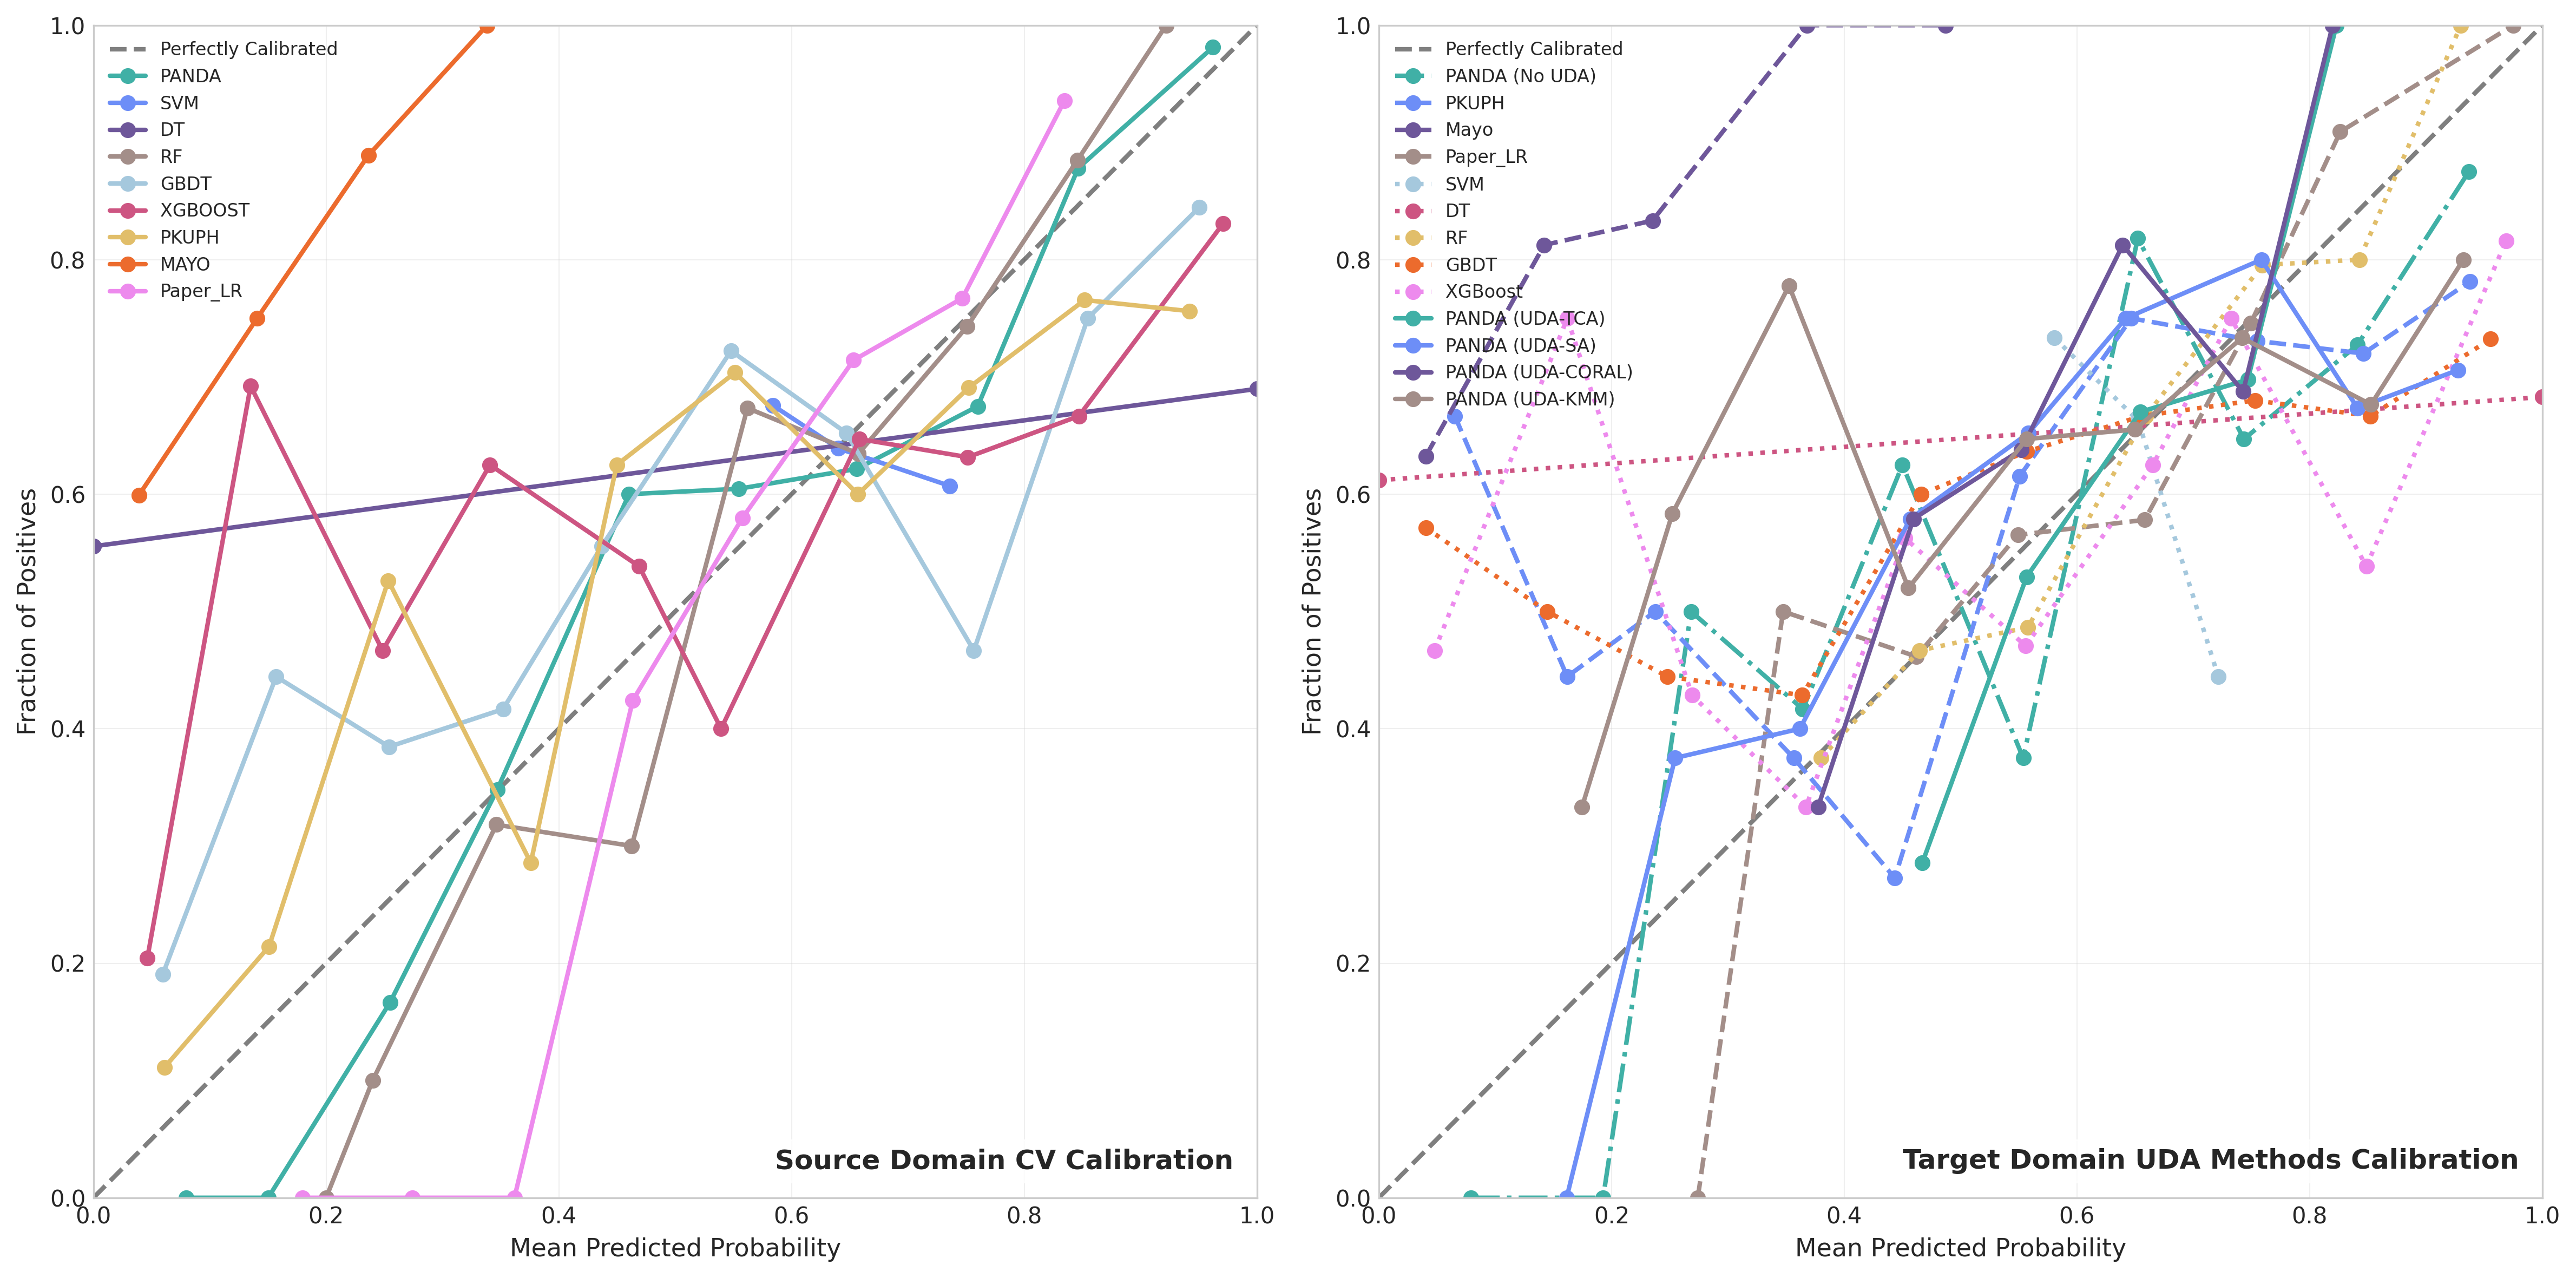 1.0
0.8
0.6
0.4
0.2
0.0
Fraction of Positives
Perfectly Calibrated
PANDA
SVM
DT
RF
GBDT
XGBOOST
PKUPH
MAYO
Paper_LR
Source Domain CV Calibration
0.0 0.2 0.4 0.6 0.8 1.0
Mean Predicted Probability
1.0
0.8
0.6
0.4
0.2
0.0
Fraction of Positives
Perfectly Calibrated
PANDA (No UDA)
PKUPH
Mayo
Paper_LR
SVM
DT
RF
GBDT
XGBoost
PANDA (UDA-TCA)
PANDA (UDA-SA)
PANDA (UDA-CORAL)
PANDA (UDA-KMM)
Target Domain UDA Methods Calibration
0.0 0.2 0.4 0.6 0.8 1.0
Mean Predicted Probability